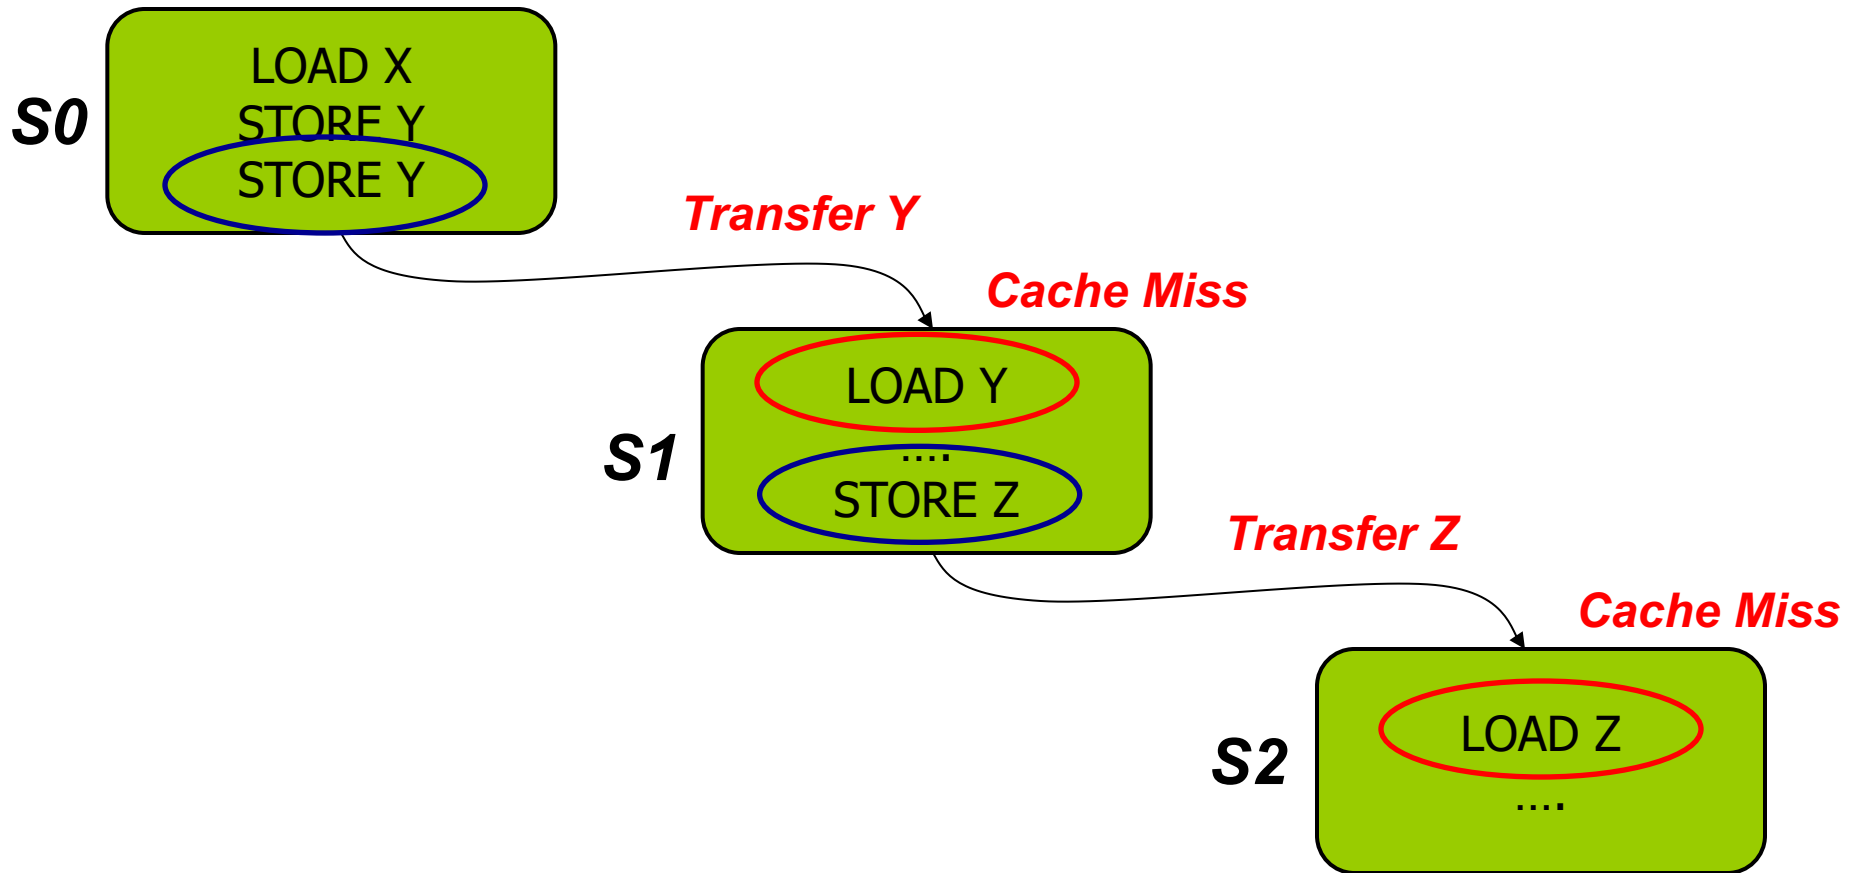 S0
LOAD X
STORE Y
STORE Y
Transfer Y
Cache Miss
S1
LOAD Y
....
STORE Z
Transfer Z
Cache Miss
S2
LOAD Z
....